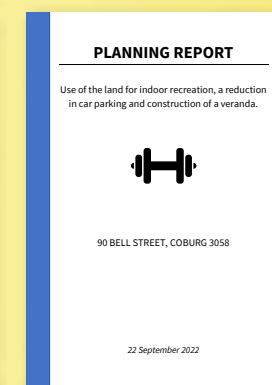 PLANNING REPORT
Use of the land for indoor recreation, a reduction
in car parking and construction of a veranda.
90 BELL STREET, COBURG 3058
22 September 2022